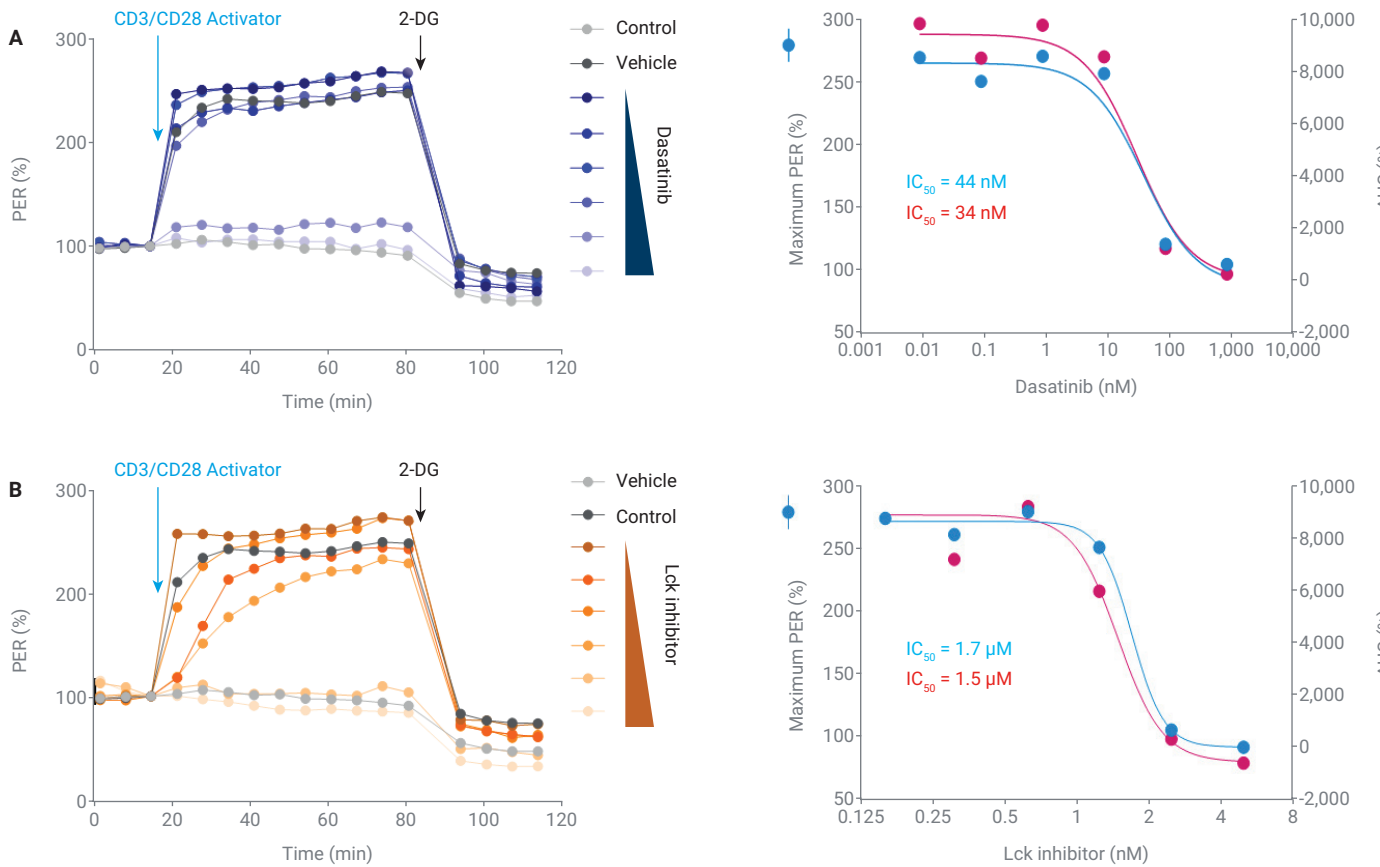 A
CD3/CD28 Activator
2-DG
300
200
100
0
PER (%)
0 20 40 60 80 100 120
Time (min)
Control
Vehicle
Dasatinib
300
250
200
150
100
50
Maximum PER (%)
10,000
8,000
6,000
4,000
2,000
0
-2,000
IC50 = 44 nM
IC50 = 34 nM
0.001 0.01 0.1 1 10 100 1,000 10,000
Dasatinib (nM)
B
CD3/CD28 Activator
2-DG
300
200
100
0
PER (%)
0 20 40 60 80 100 120
Time (min)
Vehicle
Control
Lck inhibitor
300
250
200
150
100
50
Maximum PER (%)
10,000
8,000
6,000
4,000
2,000
0
-2,000
IC50 = 1.7 µM
IC50 = 1.5 µM
0.125 0.25 0.5 1 2 4 8
Lck inhibitor (nM)